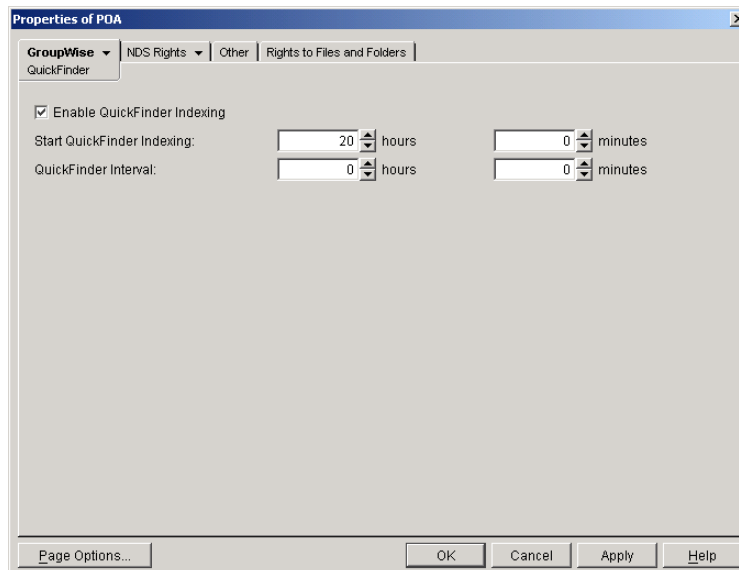 Properties of POA
GroupWise NDS Rights Other Rights to Files and Folders
QuickFinder
Enable QuickFinder Indexing
Start QuickFinder Indexing: 20 hours 0 minutes
QuickFinder Interval: 0 hours 0 minutes
Page Options... OK Cancel Apply Help